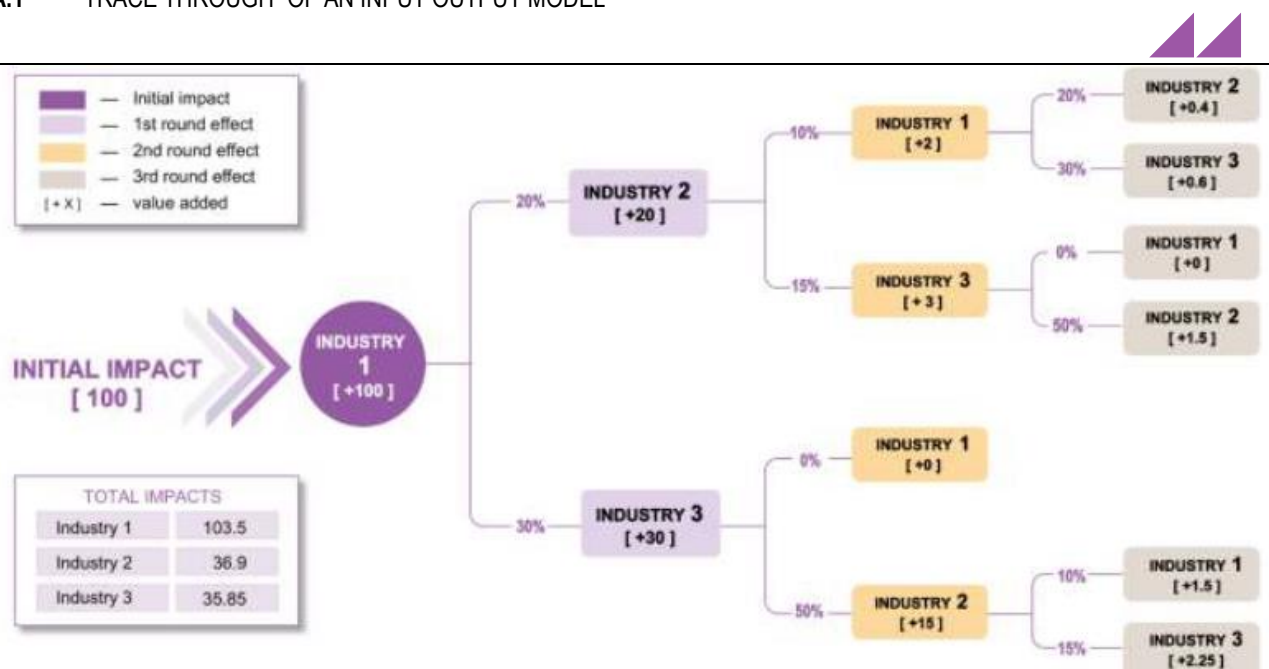 TRACE THROUGH OF AN INPUT OUTPUT MODEL
Initial impact
1st round effect
2nd round effect
3rd round effect
[+X] — value added
INITIAL IMPACT
[ 100 ]
INDUSTRY
1
[ +100 ]
20%
INDUSTRY 2
[ +20 ]
10%
INDUSTRY 1
[ +2 ]
20%
INDUSTRY 2
[ +0.4 ]
30%
INDUSTRY 3
[ +0.6 ]
15%
INDUSTRY 3
[ + 3 ]
0%
INDUSTRY 1
[ +0 ]
50%
INDUSTRY 2
[ +1.5 ]
30%
INDUSTRY 3
[ +30 ]
0%
INDUSTRY 1
[ +0 ]
50%
INDUSTRY 2
[ +15 ]
10%
INDUSTRY 1
[ +1.5 ]
15%
INDUSTRY 3
[ +2.25 ]
TOTAL IMPACTS
Industry 1 103.5
Industry 2 36.9
Industry 3 35.85